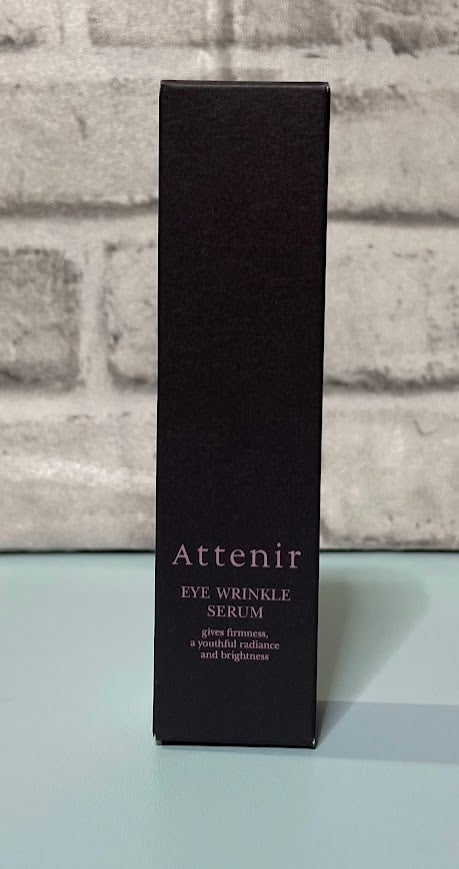 Attenir
EYE WRINKLE
SERUM
gives firmness,
a youthful radiance
and brightness